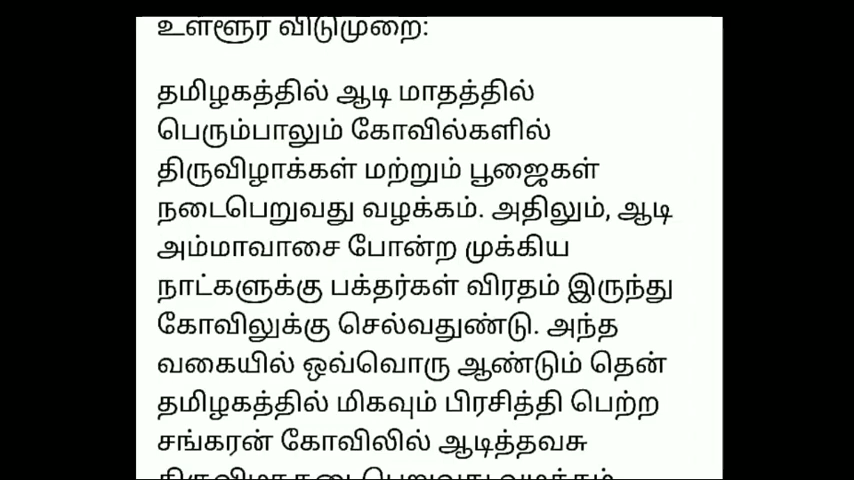 உள்ளூர் விடுமுறை:
தமிழகத்தில் ஆடி மாதத்தில்
பெரும்பாலும் கோவில்களில்
திருவிழாக்கள் மற்றும் பூஜைகள்
நடைபெறுவது வழக்கம். அதிலும், ஆடி
அம்மாவாசை போன்ற முக்கிய
நாட்களுக்கு பக்தர்கள் விரதம் இருந்து
கோவிலுக்கு செல்வதுண்டு. அந்த
வகையில் ஒவ்வொரு ஆண்டும் தென்
தமிழகத்தில் மிகவும் பிரசித்தி பெற்ற
சங்கரன் கோவிலில் ஆடித்தவசு